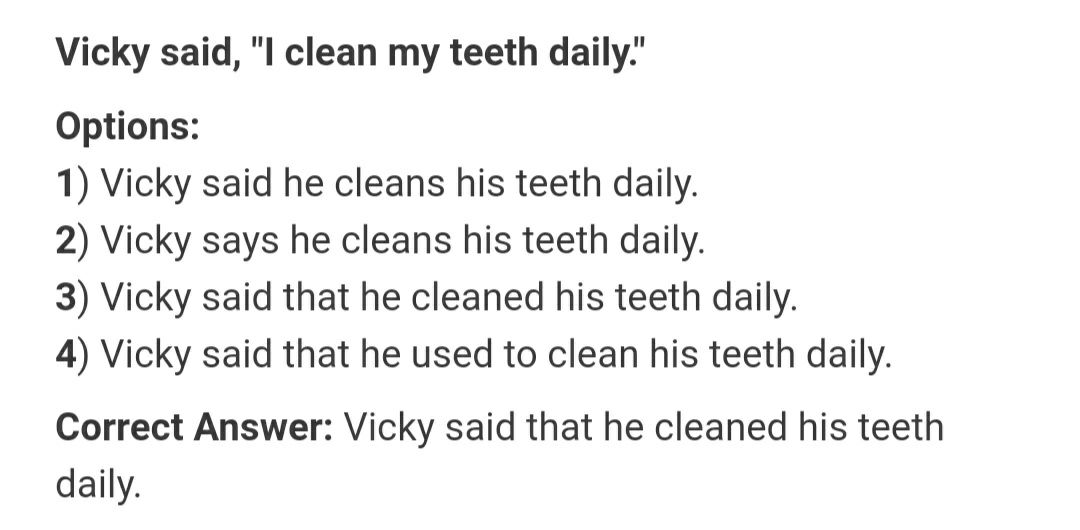 Vicky said, "I clean my teeth daily."
Options:
1) Vicky said he cleans his teeth daily.
2) Vicky says he cleans his teeth daily.
3) Vicky said that he cleaned his teeth daily.
4) Vicky said that he used to clean his teeth daily.
Correct Answer: Vicky said that he cleaned his teeth
daily.